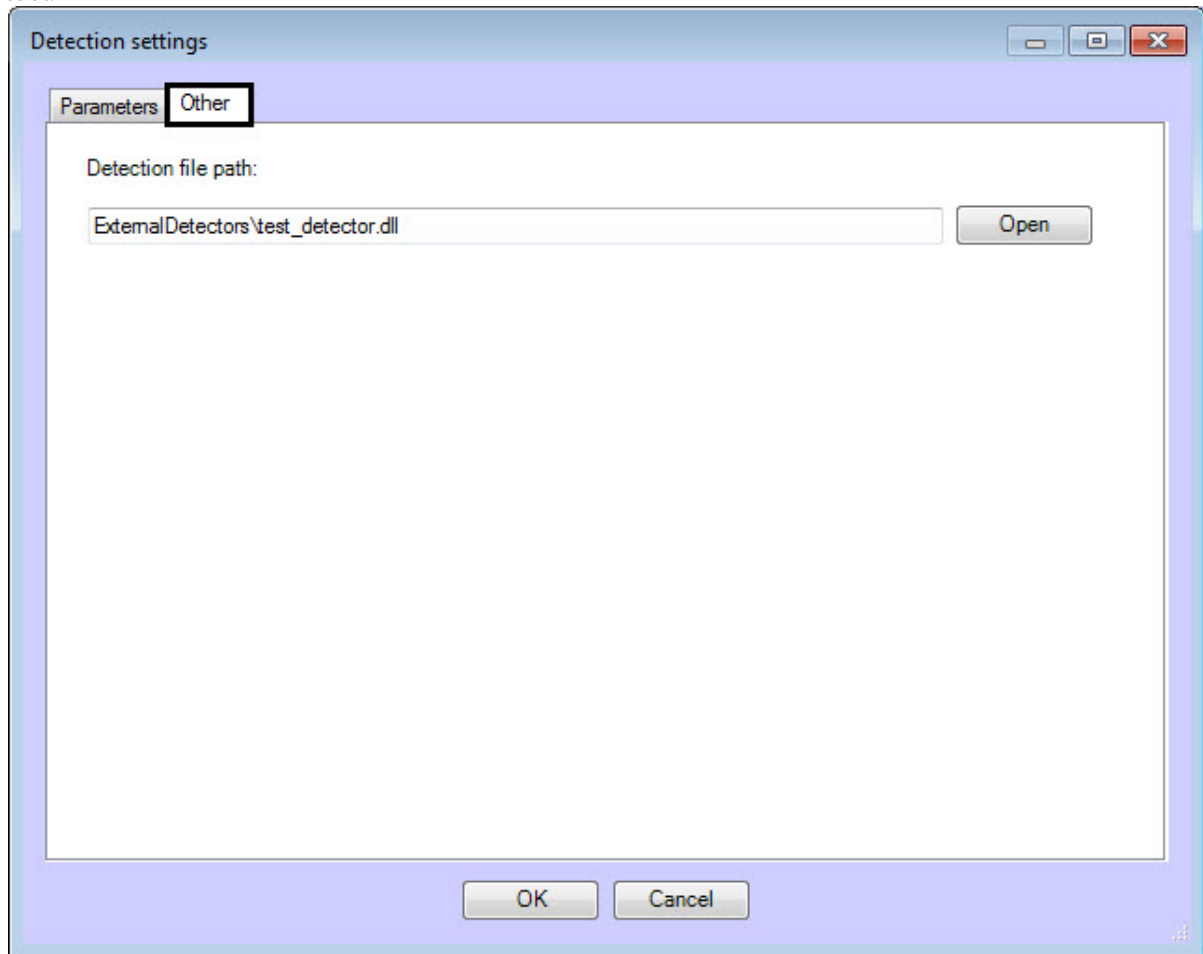 Detection settings
Parameters Other
Detection file path:
ExternalDetectors\test_detector.dll Open
OK Cancel